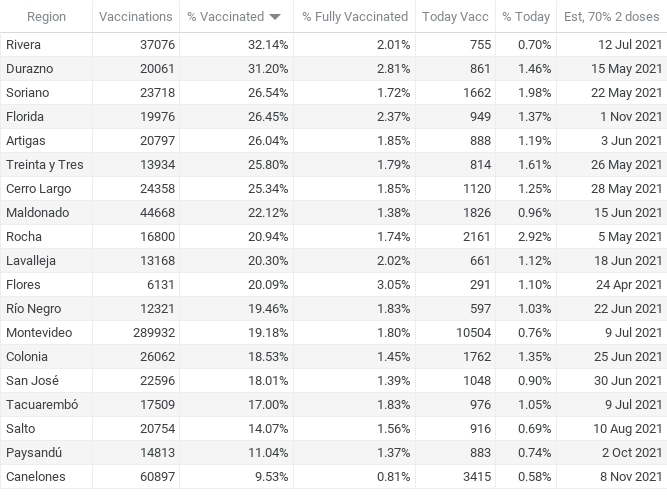 Region Vaccinations % Vaccinated % Fully Vaccinated Today Vacc % Today Est, 70% 2 doses
Rivera 37076 32.14% 2.01% 755 0.70% 12 Jul 2021
Durazno 20061 31.20% 2.81% 861 1.46% 15 May 2021
Soriano 23718 26.54% 1.72% 1662 1.98% 22 May 2021
Florida 19976 26.45% 2.37% 949 1.37% 1 Nov 2021
Artigas 20797 26.04% 1.85% 888 1.19% 3 Jun 2021
Treinta y Tres 13934 25.80% 1.79% 814 1.61% 26 May 2021
Cerro Largo 24358 25.34% 1.85% 1120 1.25% 28 May 2021
Maldonado 44668 22.12% 1.38% 1826 0.96% 15 Jun 2021
Rocha 16800 20.94% 1.74% 2161 2.92% 5 May 2021
Lavalleja 13168 20.30% 2.02% 661 1.12% 18 Jun 2021
Flores 6131 20.09% 3.05% 291 1.10% 24 Apr 2021
Río Negro 12321 19.46% 1.83% 597 1.03% 22 Jun 2021
Montevideo 289932 19.18% 1.80% 10504 0.76% 9 Jul 2021
Colonia 26062 18.53% 1.45% 1762 1.35% 25 Jun 2021
San José 22596 18.01% 1.39% 1048 0.90% 30 Jun 2021
Tacuarembó 17509 17.00% 1.83% 976 1.05% 9 Jul 2021
Salto 20754 14.07% 1.56% 916 0.69% 10 Aug 2021
Paysandú 14813 11.04% 1.37% 883 0.74% 2 Oct 2021
Canelones 60897 9.53% 0.81% 3415 0.58% 8 Nov 2021